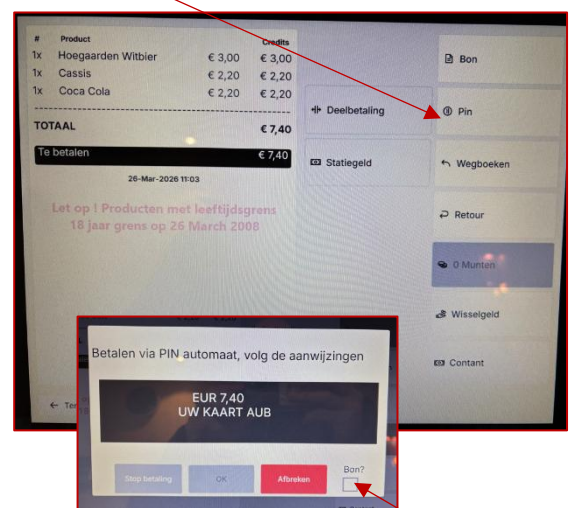 # Product Credits
1x Hoegaarden Witbier € 3,00 € 3,00
1x Cassis € 2,20 € 2,20
1x Coca Cola € 2,20 € 2,20
TOTAAL € 7,40
Te betalen € 7,40
26-Mar-2026 11:03
Let op ! Producten met leeftijdsgrens
18 jaar grens op 26 March 2008
Deelbetaling
Statiegeld
Bon
Pin
Wegboeken
Retour
0 Munten
Wisselgeld
Contant
Betalen via PIN automaat, volg de aanwijzingen
EUR 7,40
UW KAART AUB
Stop betaling
OK
Afbreken
Bon?